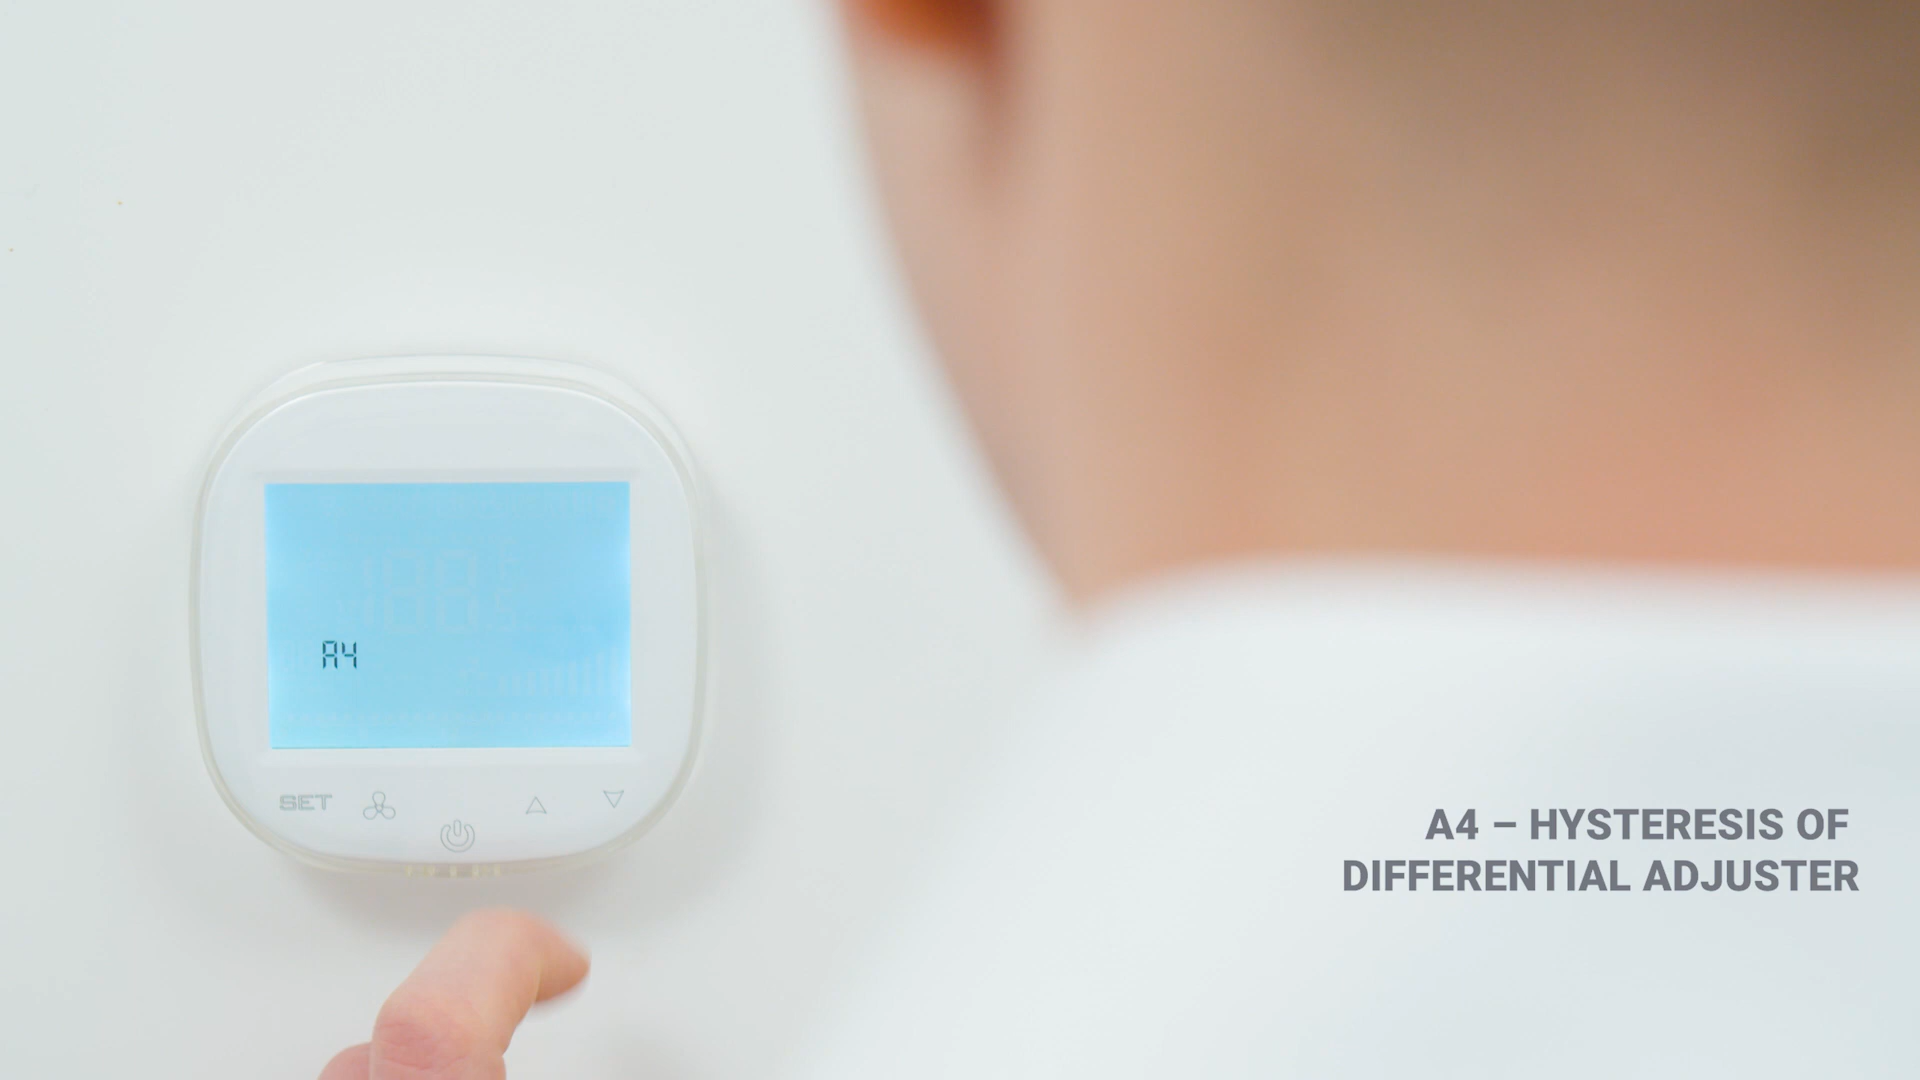 A4
SET
A4 – HYSTERESIS OF
DIFFERENTIAL ADJUSTER